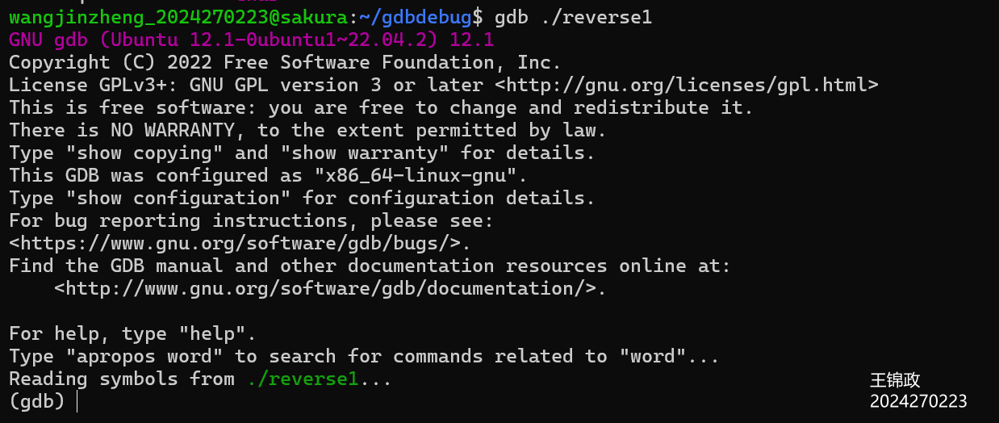 wangjinzheng_2024270223@sakura:~/gdbdebug$ gdb ./reverse1
GNU gdb (Ubuntu 12.1-0ubuntu1~22.04.2) 12.1
Copyright (C) 2022 Free Software Foundation, Inc.
License GPLv3+: GNU GPL version 3 or later <http://gnu.org/licenses/gpl.html>
This is free software: you are free to change and redistribute it.
There is NO WARRANTY, to the extent permitted by law.
Type "show copying" and "show warranty" for details.
This GDB was configured as "x86_64-linux-gnu".
Type "show configuration" for configuration details.
For bug reporting instructions, please see:
<https://www.gnu.org/software/gdb/bugs/>.
Find the GDB manual and other documentation resources online at:
    <http://www.gnu.org/software/gdb/documentation/>.

For help, type "help".
Type "apropos word" to search for commands related to "word"...
Reading symbols from ./reverse1...
(gdb)
王锦政
2024270223